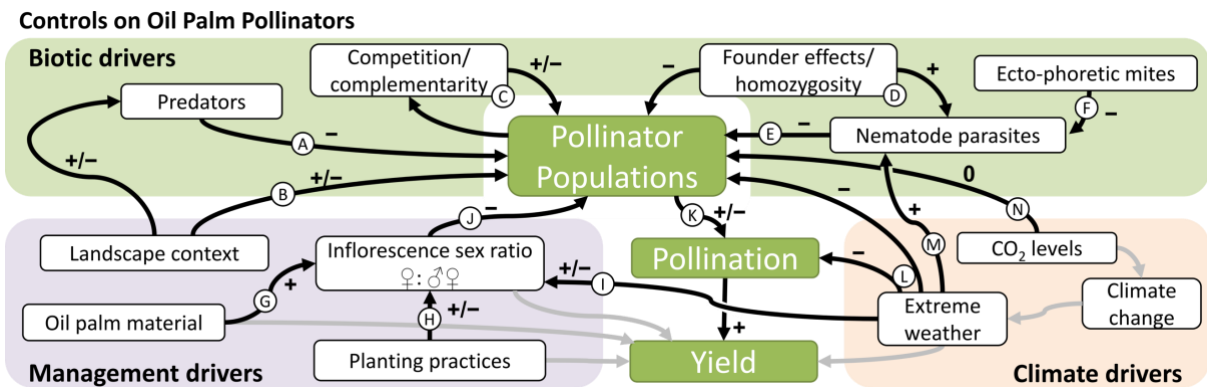 Controls on Oil Palm Pollinators
Biotic drivers
Competition/
complementarity
C
+/–
–
Founder effects/
homozygosity
D
+
Ecto-phoretic mites
F
–
Predators
A
–
+/–
B
+/–
Pollinator
Populations
E
–
Nematode parasites
0
N
–
+
M
J
–
K
+/–
Landscape context
Inflorescence sex ratio
♀:♂♀
Pollination
–
L
CO₂ levels
G
+
+/–
I
Oil palm material
H
+/–
+
Extreme
weather
Climate
change
Planting practices
Yield
Management drivers
Climate drivers